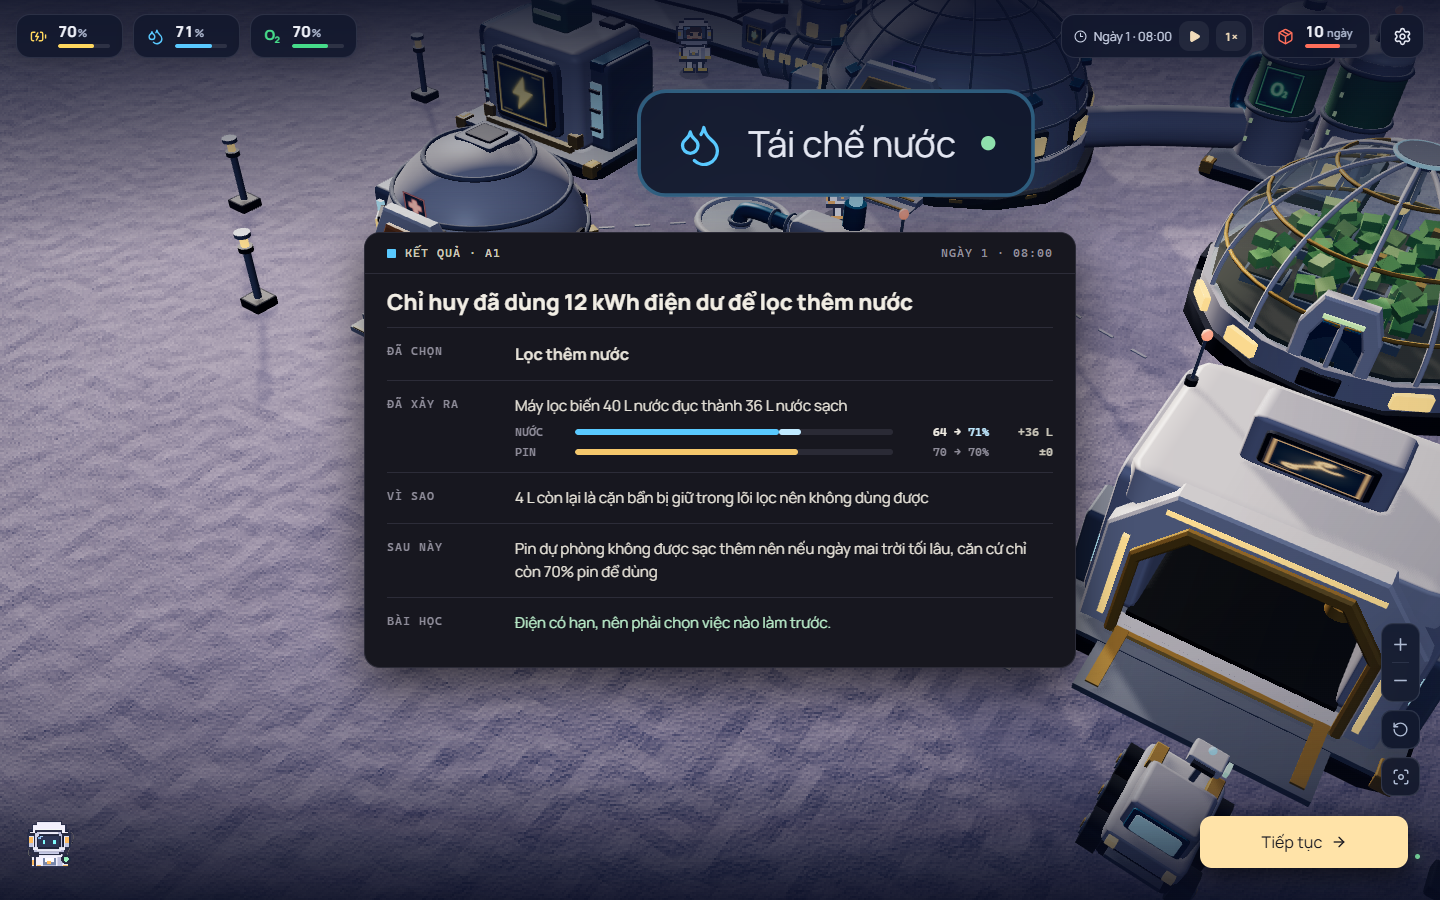 70%
71%
O₂ 70%
Ngày 1 · 08:00
1×
10 ngày
O₂
Tái chế nước
KẾT QUẢ · A1
NGÀY 1 · 08:00
Chỉ huy đã dùng 12 kWh điện dư để lọc thêm nước
ĐÃ CHỌN
Lọc thêm nước
ĐÃ XẢY RA
Máy lọc biến 40 L nước đục thành 36 L nước sạch
NƯỚC 64 → 71% +36 L
PIN 70 → 70% ±0
VÌ SAO
4 L còn lại là cặn bẩn bị giữ trong lõi lọc nên không dùng được
SAU NÀY
Pin dự phòng không được sạc thêm nên nếu ngày mai trời tối lâu, căn cứ chỉ
còn 70% pin để dùng
BÀI HỌC
Điện có hạn, nên phải chọn việc nào làm trước.
Tiếp tục →